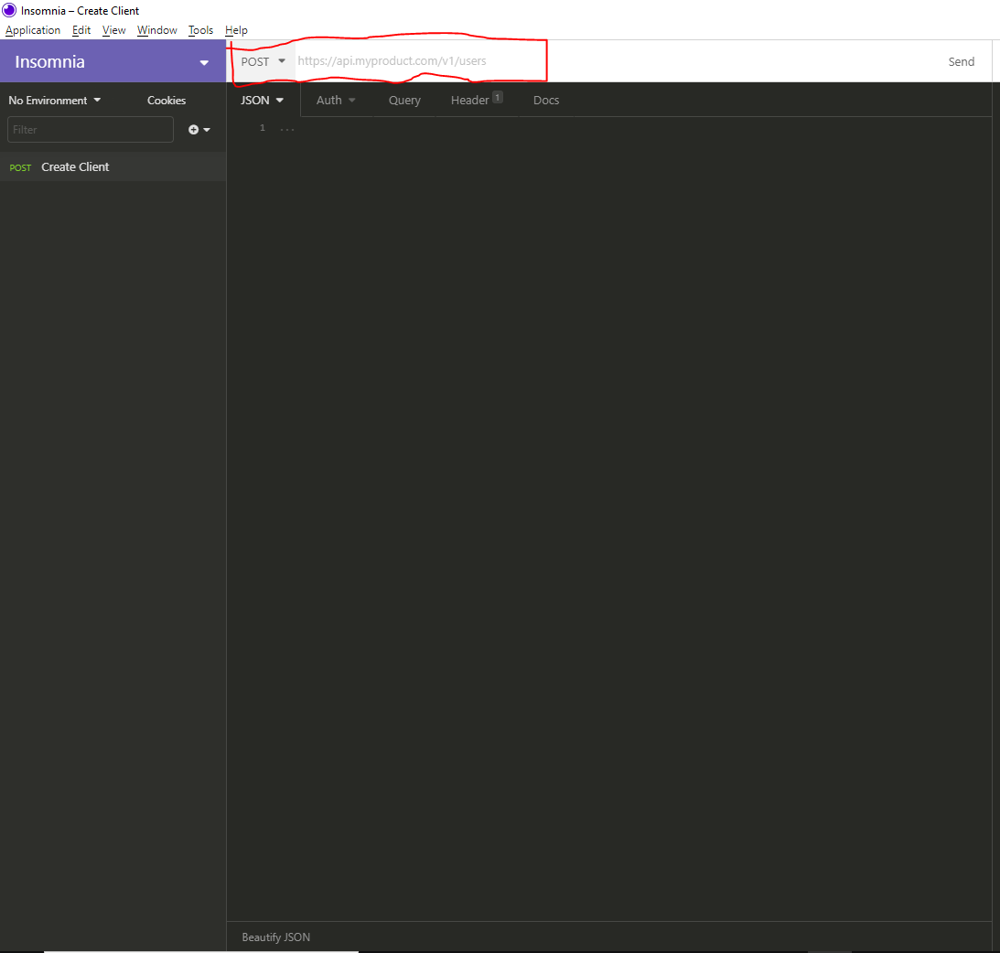 Insomnia – Create Client
Application Edit View Window Tools Help
Insomnia
POST https://api.myproduct.com/v1/users Send
No Environment Cookies
JSON Auth Query Header 1 Docs
Filter
1 ...
POST Create Client
Beautify JSON